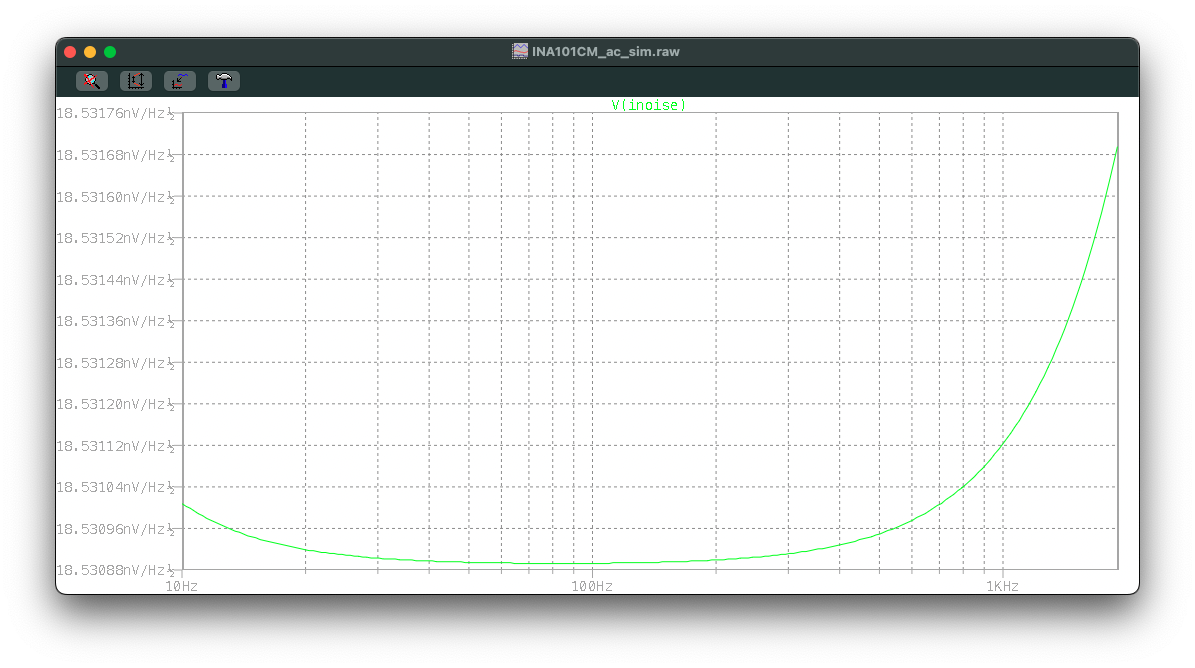 INA101CM_ac_sim.raw
V(inoise)
18.53176nV/Hz½
18.53168nV/Hz½
18.53160nV/Hz½
18.53152nV/Hz½
18.53144nV/Hz½
18.53136nV/Hz½
18.53128nV/Hz½
18.53120nV/Hz½
18.53112nV/Hz½
18.53104nV/Hz½
18.53096nV/Hz½
18.53088nV/Hz½
10Hz 100Hz 1KHz